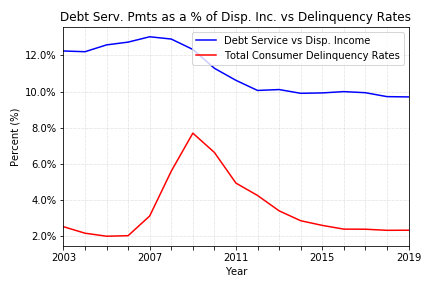 Debt Serv. Pmts as a % of Disp. Inc. vs Delinquency Rates
Debt Service vs Disp. Income
Total Consumer Delinquency Rates
Percent (%)
12.0%
10.0%
8.0%
6.0%
4.0%
2.0%
2003 2007 2011 2015 2019
Year